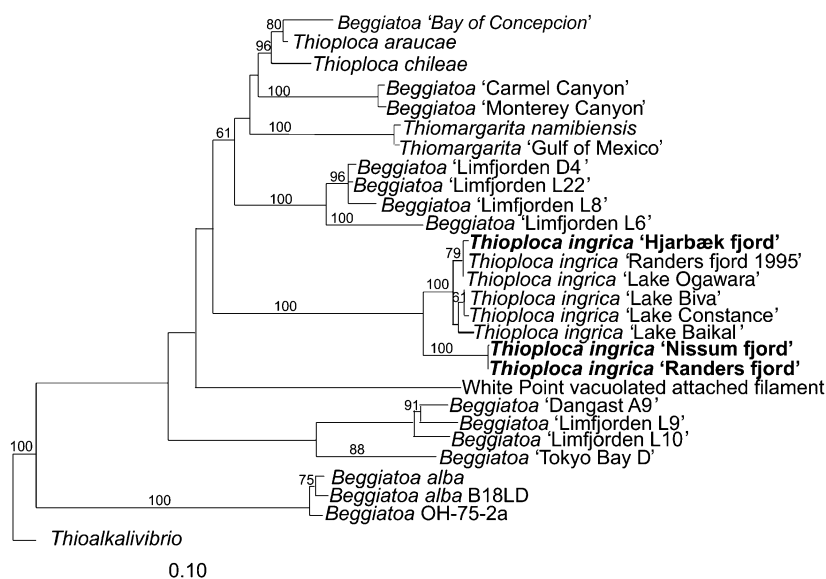 80
Beggiatoa ‘Bay of Concepcion’
Thioploca araucae
96
Thioploca chileae
100
Beggiatoa ‘Carmel Canyon’
Beggiatoa ‘Monterey Canyon’
61
100
Thiomargarita namibiensis
Thiomargarita ‘Gulf of Mexico’
Beggiatoa ‘Limfjorden D4’
96
Beggiatoa ‘Limfjorden L22’
100
Beggiatoa ‘Limfjorden L8’
100
Beggiatoa ‘Limfjorden L6’
Thioploca ingrica ‘Hjarbæk fjord’
79
Thioploca ingrica ‘Randers fjord 1995’
Thioploca ingrica ‘Lake Ogawara’
100
61
Thioploca ingrica ‘Lake Biva’
100
Thioploca ingrica ‘Lake Constance’
Thioploca ingrica ‘Lake Baikal’
100
Thioploca ingrica ‘Nissum fjord’
Thioploca ingrica ‘Randers fjord’
White Point vacuolated attached filament
91
Beggiatoa ‘Dangast A9’
Beggiatoa ‘Limfjorden L9’
Beggiatoa ‘Limfjorden L10’
88
Beggiatoa ‘Tokyo Bay D’
100
75
Beggiatoa alba
100
Beggiatoa alba B18LD
Beggiatoa OH-75-2a
Thioalkalivibrio
0.10